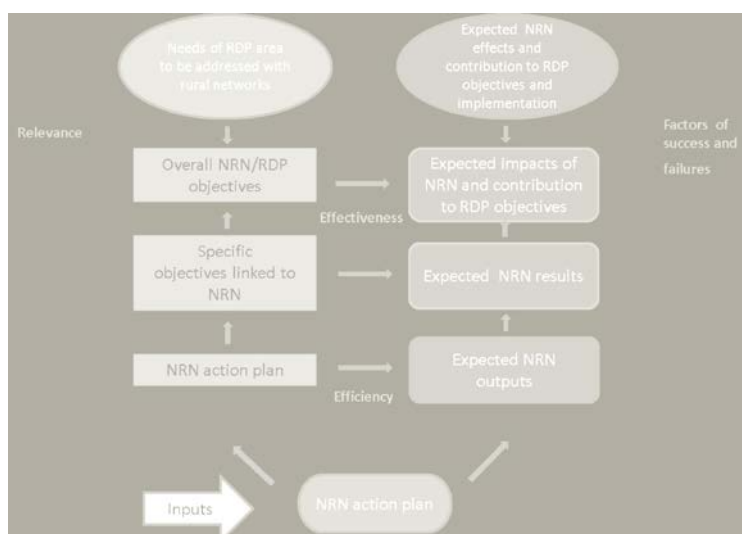 Needs of RDP area
to be addressed with
rural networks
Expected NRN
effects and
contribution to RDP
objectives and
implementation
Relevance
Factors of
success and
failures
Overall NRN/RDP
objectives
Expected Impacts of
NRN and contribution
to RDP objectives
Effectiveness
Specific
objectives linked to
NRN
Expected NRN results
NRN action plan
Expected NRN
outputs
Efficiency
Inputs
NRN action plan